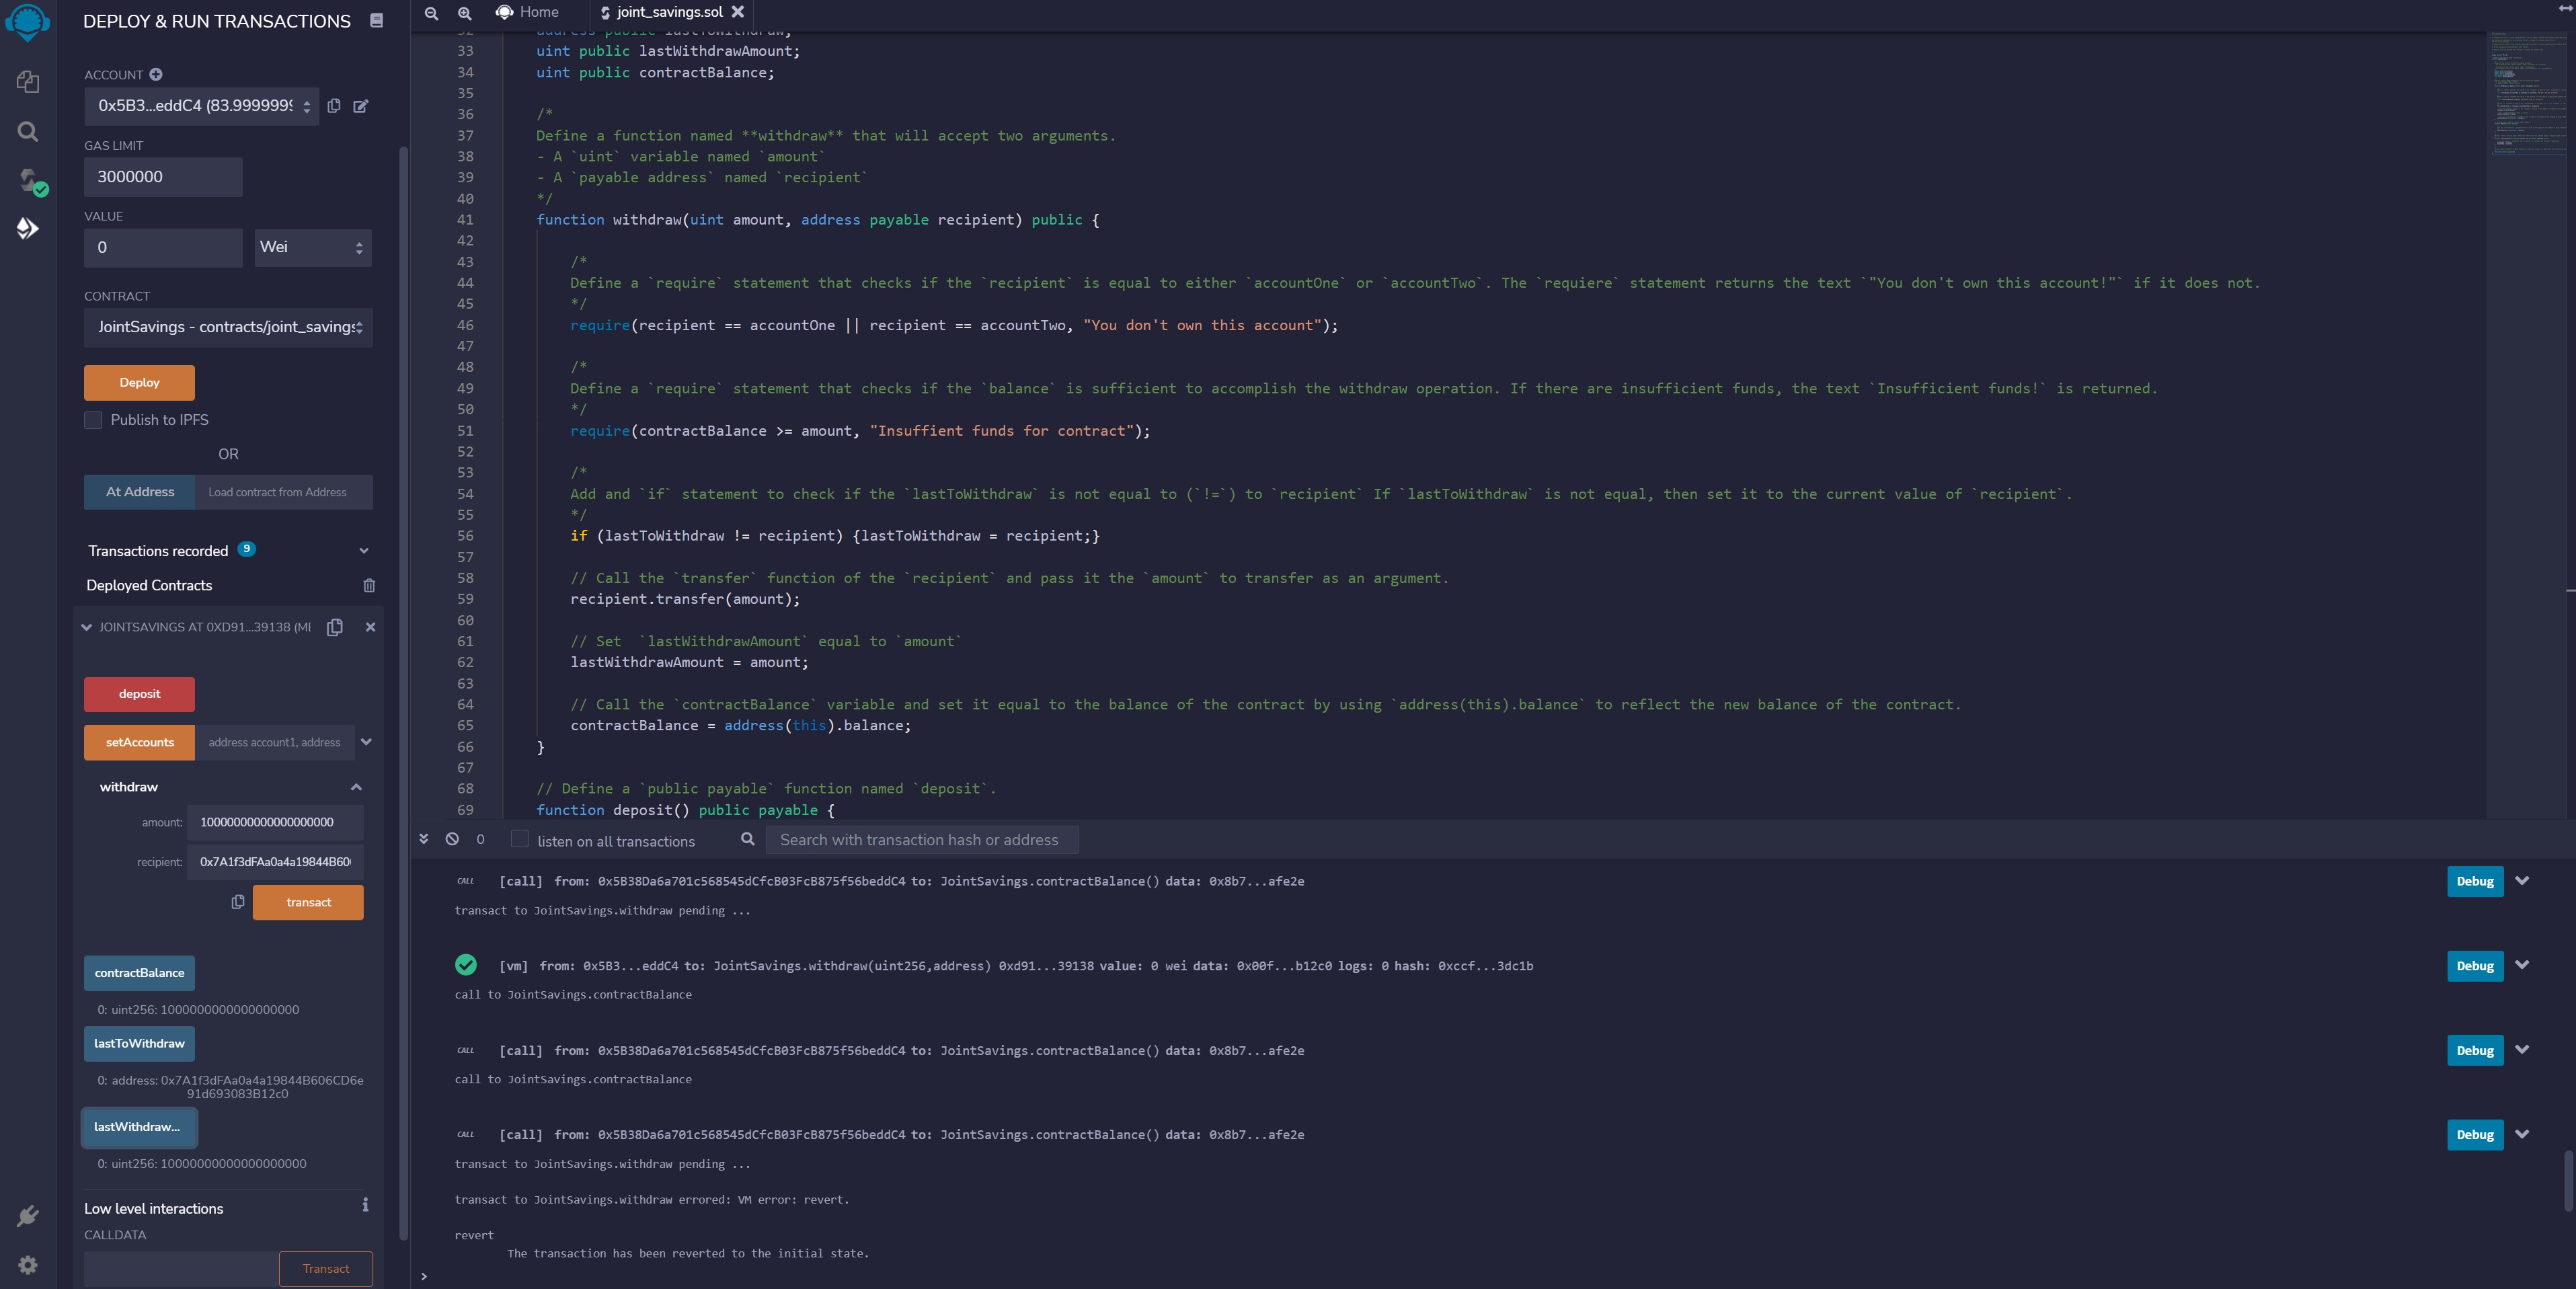 DEPLOY & RUN TRANSACTIONS
ACCOUNT
0x5B3...eddC4 (83.9999999
GAS LIMIT
3000000
VALUE
0
Wei
CONTRACT
JointSavings - contracts/joint_savings
Deploy
Publish to IPFS
OR
At Address
Load contract from Address
Transactions recorded 9
Deployed Contracts
JOINTSAVINGS AT 0XD91...39138 (ME
deposit
setAccounts
address account1, address
withdraw
amount:
10000000000000000000
recipient:
0x7A1f3dFAa0a4a19844B60
transact
contractBalance
0: uint256: 1000000000000000000
lastToWithdraw
0: address: 0x7A1f3dFAa0a4a19844B606CD6e
91d693083B12c0
lastWithdraw...
0: uint256: 10000000000000000000
Low level interactions
i
CALLDATA
Transact
Home
joint_savings.sol
32 address public lastToWithdraw;
33 uint public lastWithdrawAmount;
34 uint public contractBalance;
35
36 /*
37 Define a function named **withdraw** that will accept two arguments.
38 - A `uint` variable named `amount`
39 - A `payable address` named `recipient`
40 */
41 function withdraw(uint amount, address payable recipient) public {
42
43 /*
44 Define a `require` statement that checks if the `recipient` is equal to either `accountOne` or `accountTwo`. The `requiere` statement returns the text `"You don't own this account!"` if it does not.
45 */
46 require(recipient == accountOne || recipient == accountTwo, "You don't own this account");
47
48 /*
49 Define a `require` statement that checks if the `balance` is sufficient to accomplish the withdraw operation. If there are insufficient funds, the text `Insufficient funds!` is returned.
50 */
51 require(contractBalance >= amount, "Insuffient funds for contract");
52
53 /*
54 Add and `if` statement to check if the `lastToWithdraw` is not equal to (`!=`) to `recipient` If `lastToWithdraw` is not equal, then set it to the current value of `recipient`.
55 */
56 if (lastToWithdraw != recipient) {lastToWithdraw = recipient;}
57
58 // Call the `transfer` function of the `recipient` and pass it the `amount` to transfer as an argument.
59 recipient.transfer(amount);
60
61 // Set  `lastWithdrawAmount` equal to `amount`
62 lastWithdrawAmount = amount;
63
64 // Call the `contractBalance` variable and set it equal to the balance of the contract by using `address(this).balance` to reflect the new balance of the contract.
65 contractBalance = address(this).balance;
66 }
67
68 // Define a `public payable` function named `deposit`.
69 function deposit() public payable {
0
listen on all transactions
Search with transaction hash or address
CALL [call] from: 0x5B38Da6a701c568545dCfcB03FcB875f56beddC4 to: JointSavings.contractBalance() data: 0x8b7...afe2e
Debug
transact to JointSavings.withdraw pending ...
[vm] from: 0x5B3...eddC4 to: JointSavings.withdraw(uint256,address) 0xd91...39138 value: 0 wei data: 0x00f...b12c0 logs: 0 hash: 0xccf...3dc1b
Debug
call to JointSavings.contractBalance
CALL [call] from: 0x5B38Da6a701c568545dCfcB03FcB875f56beddC4 to: JointSavings.contractBalance() data: 0x8b7...afe2e
Debug
call to JointSavings.contractBalance
CALL [call] from: 0x5B38Da6a701c568545dCfcB03FcB875f56beddC4 to: JointSavings.contractBalance() data: 0x8b7...afe2e
Debug
transact to JointSavings.withdraw pending ...
transact to JointSavings.withdraw errored: VM error: revert.
revert
The transaction has been reverted to the initial state.
>